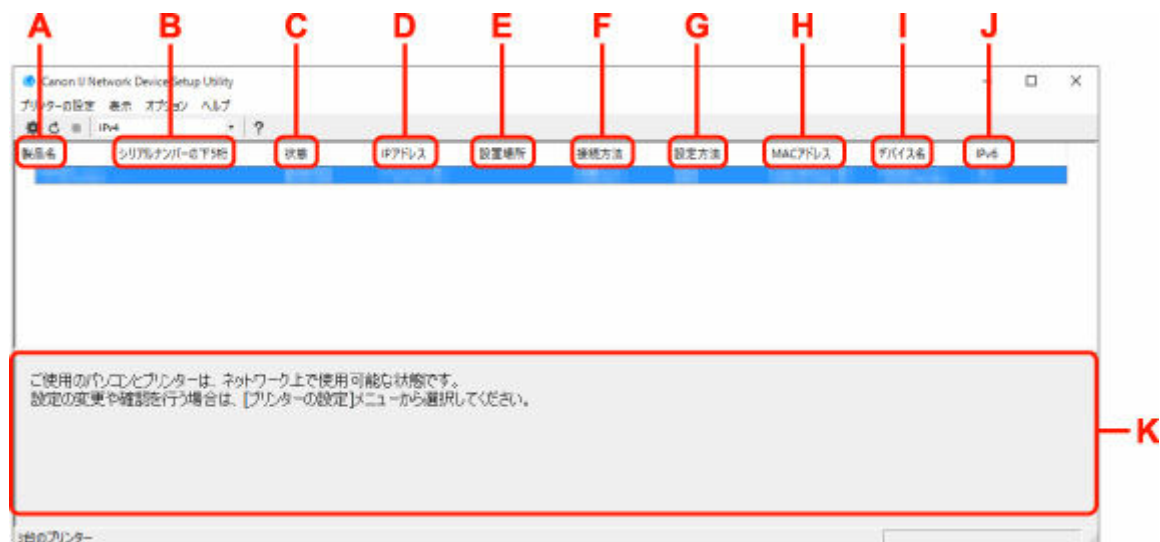 A B C D E F G H I J
Canon IJ Network Device Setup Utility
プリンターの設定 表示 オプション ヘルプ
IPv4 ?
製品名 シリアルナンバーの下5桁 状態 IPアドレス 設置場所 接続方法 設定方法 MACアドレス デバイス名 IPv6
ご使用のパソコンとプリンターは、ネットワーク上で使用可能な状態です。
設定の変更や確認を行う場合は、[プリンターの設定]メニューから選択してください。
K
台のプリンター